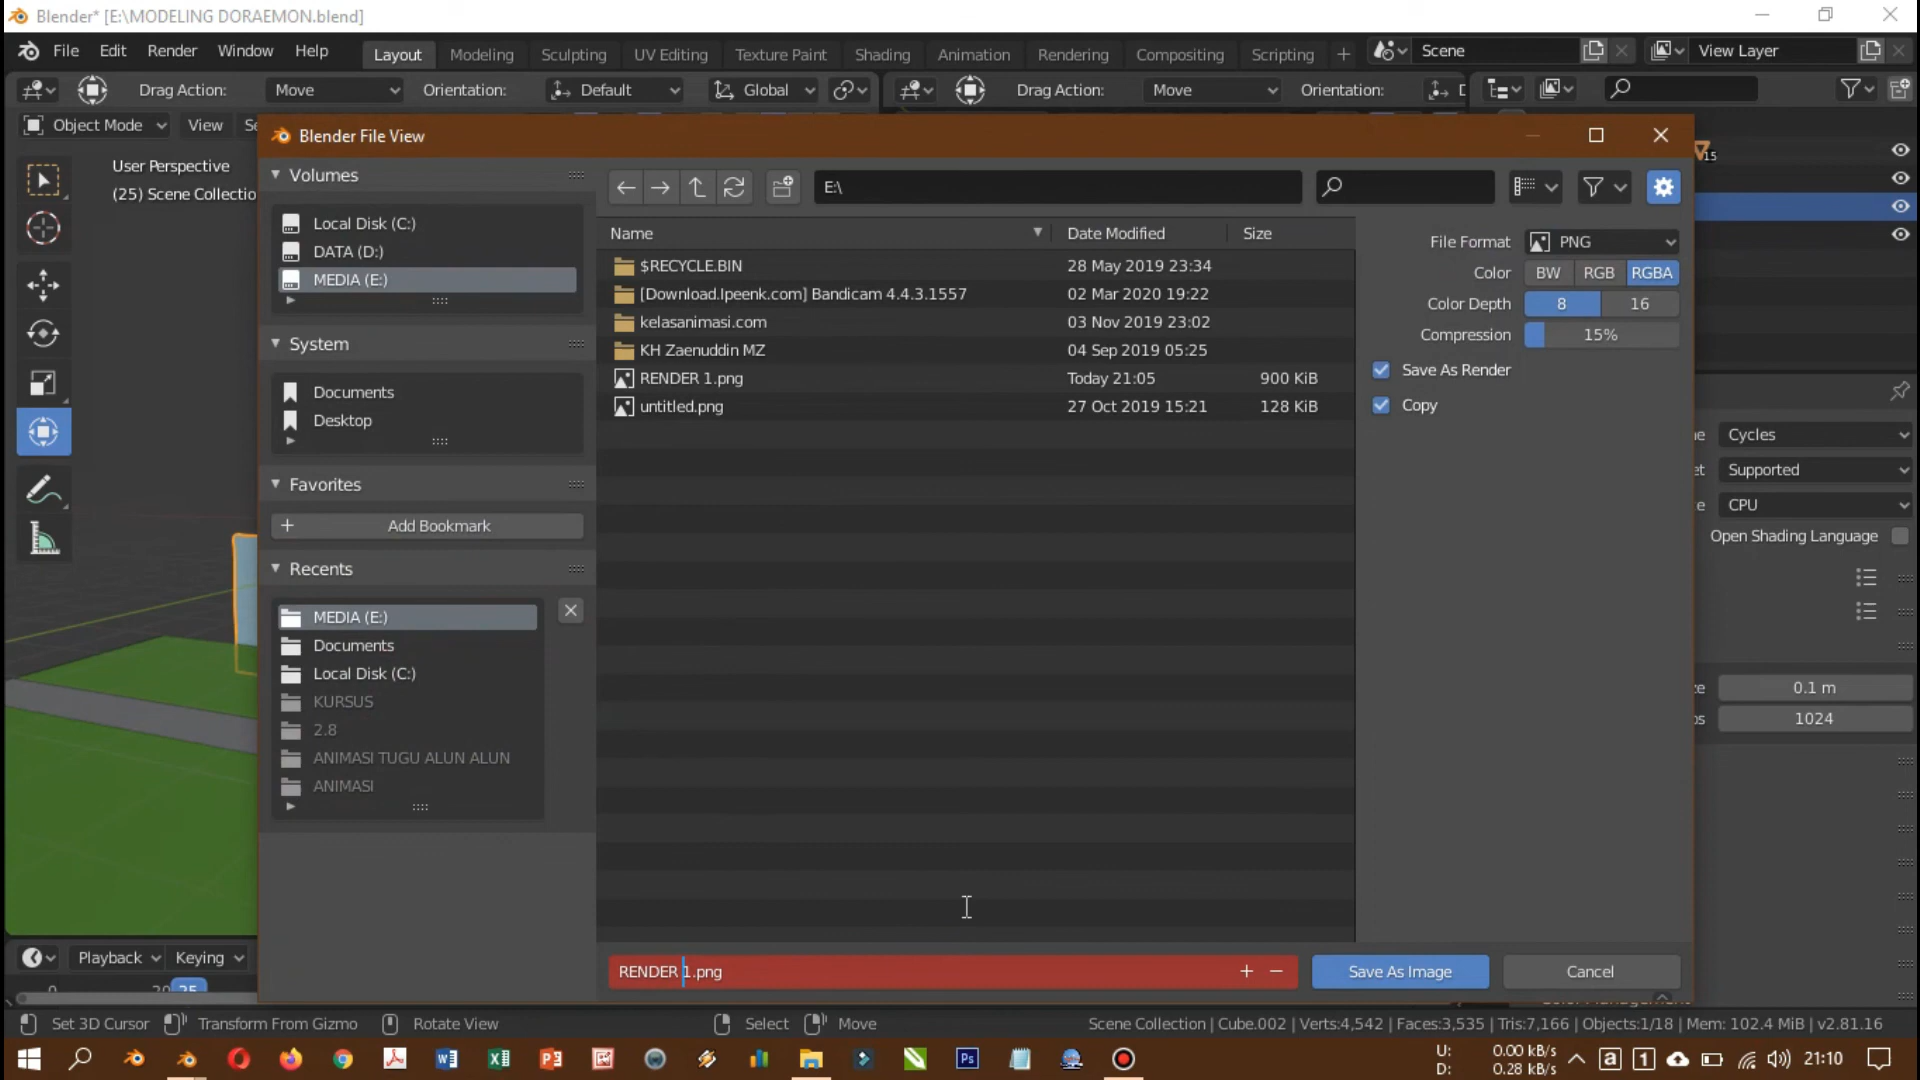 Blender* [E:\MODELING DORAEMON.blend]
File Edit Render Window Help Layout Modeling Sculpting UV Editing Texture Paint Shading Animation Rendering Compositing Scripting + Scene View Layer
Drag Action: Move Orientation: Default Global Drag Action: Move Orientation:
Object Mode View
Blender File View
User Perspective
(25) Scene Collectio
15
Volumes
Local Disk (C:)
DATA (D:)
MEDIA (E:)
System
Documents
Desktop
Favorites
+ Add Bookmark
Recents
MEDIA (E:)
Documents
Local Disk (C:)
KURSUS
2.8
ANIMASI TUGU ALUN ALUN
ANIMASI
E:\
Name Date Modified Size
$RECYCLE.BIN 28 May 2019 23:34
[Download.Ipeenk.com] Bandicam 4.4.3.1557 02 Mar 2020 19:22
kelasanimasi.com 03 Nov 2019 23:02
KH Zaenuddin MZ 04 Sep 2019 05:25
RENDER 1.png Today 21:05 900 KiB
untitled.png 27 Oct 2019 15:21 128 KiB
File Format PNG
Color BW RGB RGBA
Color Depth 8 16
Compression 15%
Save As Render
Copy
Cycles
Supported
CPU
Open Shading Language
0.1 m
1024
RENDER 1.png + − Save As Image Cancel
Playback Keying
Set 3D Cursor Transform From Gizmo Rotate View Select Move Scene Collection | Cube.002 | Verts:4,542 | Faces:3,535 | Tris:7,166 | Objects:1/18 | Mem: 102.4 MiB | v2.81.16
U: 0.00 kB/s
D: 0.28 kB/s
21:10